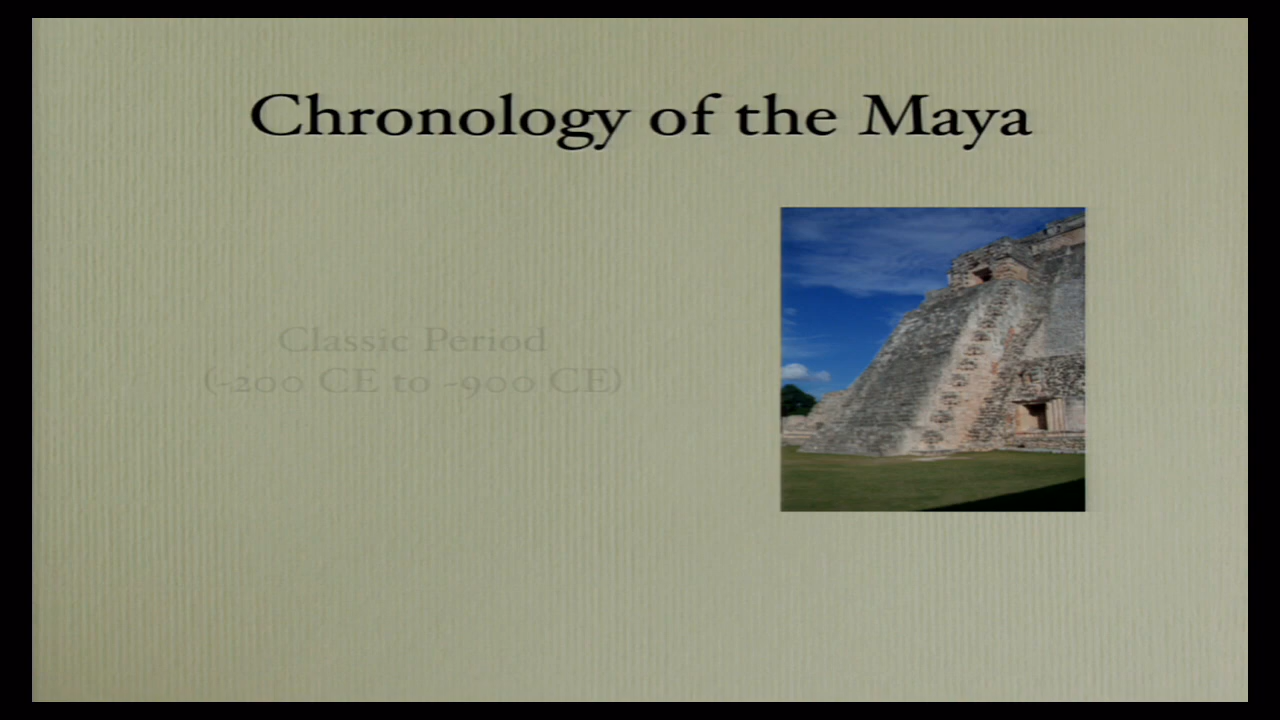 Chronology of the Maya
Classic Period
(-200 CE to -900 CE)